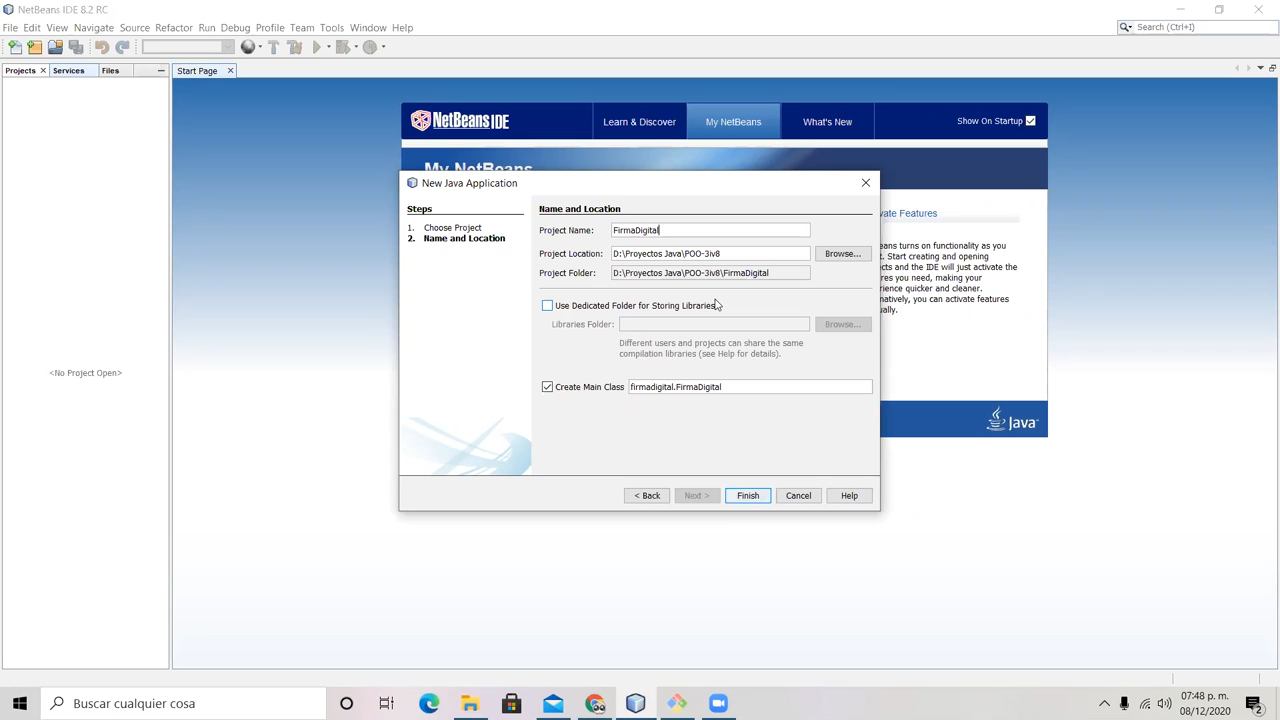 NetBeans IDE 8.2 RC
File Edit View Navigate Source Refactor Run Debug Profile Team Tools Window Help
Search (Ctrl+I)
Projects Services Files
Start Page
NetBeans IDE
Learn & Discover
My NetBeans
What's New
Show On Startup
My NetBeans
New Java Application
Steps
1. Choose Project
2. Name and Location
Name and Location
Project Name: FirmaDigital
Project Location: D:\Proyectos Java\POO-3iv8 Browse...
Project Folder: D:\Proyectos Java\POO-3iv8\FirmaDigital
Use Dedicated Folder for Storing Libraries
Libraries Folder: Browse...
Different users and projects can share the same
compilation libraries (see Help for details).
Create Main Class firmadigital.FirmaDigital
< Back Next > Finish Cancel Help
vate Features
eans turns on functionality as you
t. Start creating and opening
ects and the IDE will just activate the
res you need, making your
erience quicker and cleaner.
rnatively, you can activate features
ually.
Java
<No Project Open>
Buscar cualquier cosa
07:48 p. m.
08/12/2020
2